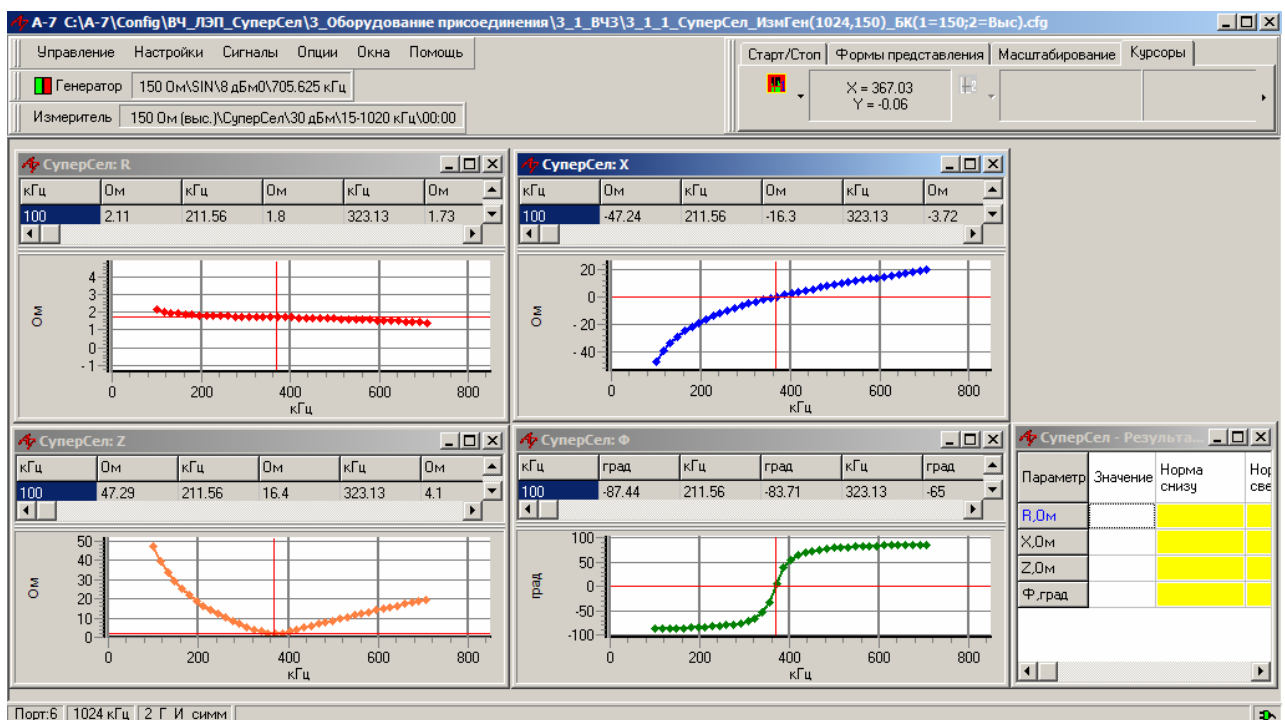 А-7 C:\A-7\Config\ВЧ_ЛЭП_СуперСел\3_Оборудование присоединения\3_1_ВЧЗ\3_1_1_СуперСел_ИзмГен(1024,150)_БК(1=150;2=Выс).cfg
Управление Настройки Сигналы Опции Окна Помощь
Генератор 150 Ом\SIN\8 дБм0\705.625 кГц
Измеритель 150 Ом (выс.)\СуперСел\30 дБм\15-1020 кГц\00:00
Старт/Стоп Формы представления Масштабирование Курсоры
X = 367.03
Y = -0.06
СуперСел: R
кГц Ом кГц Ом кГц Ом
100 2.11 211.56 1.8 323.13 1.73
Ом
4
3
2
1
0
-1
0 200 400 600 800
кГц
СуперСел: X
кГц Ом кГц Ом кГц Ом
100 -47.24 211.56 -16.3 323.13 -3.72
Ом
20
0
-20
-40
0 200 400 600 800
кГц
СуперСел: Z
кГц Ом кГц Ом кГц Ом
100 47.29 211.56 16.4 323.13 4.1
Ом
50
40
30
20
10
0
0 200 400 600 800
кГц
СуперСел: Ф
кГц град кГц град кГц град
100 -87.44 211.56 -83.71 323.13 -65
град
100
50
0
-50
-100
0 200 400 600 800
кГц
СуперСел - Результа...
Параметр Значение Норма снизу Нор све
R,Ом
X,Ом
Z,Ом
Ф,град
Порт:6 1024 кГц 2 Г И симм